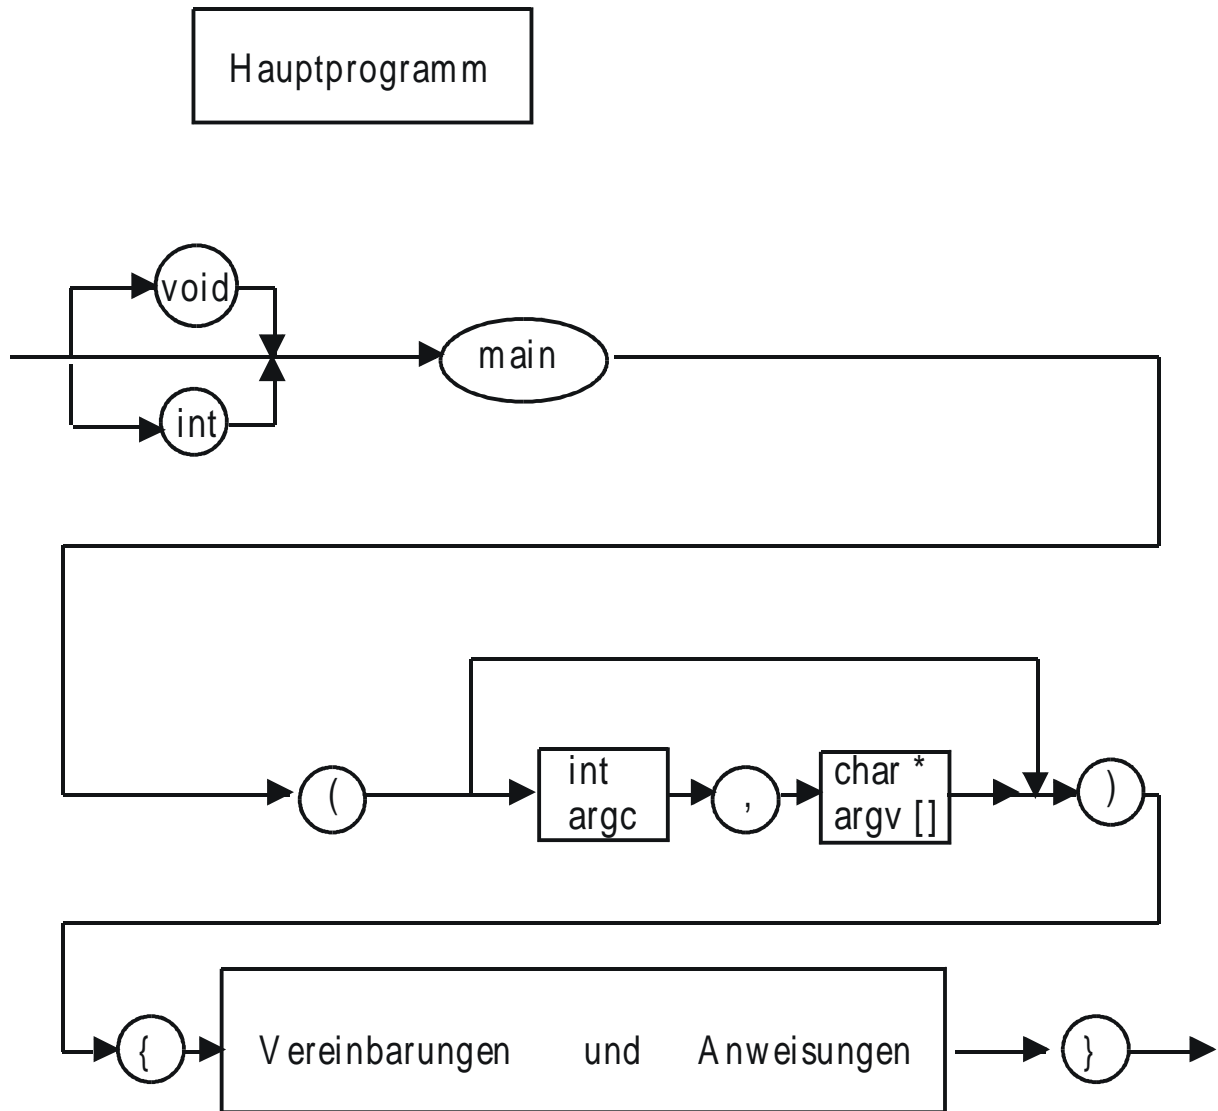 Hauptprogramm
void
main
int
( int argc , char * argv [] )
{ Vereinbarungen und Anweisungen }